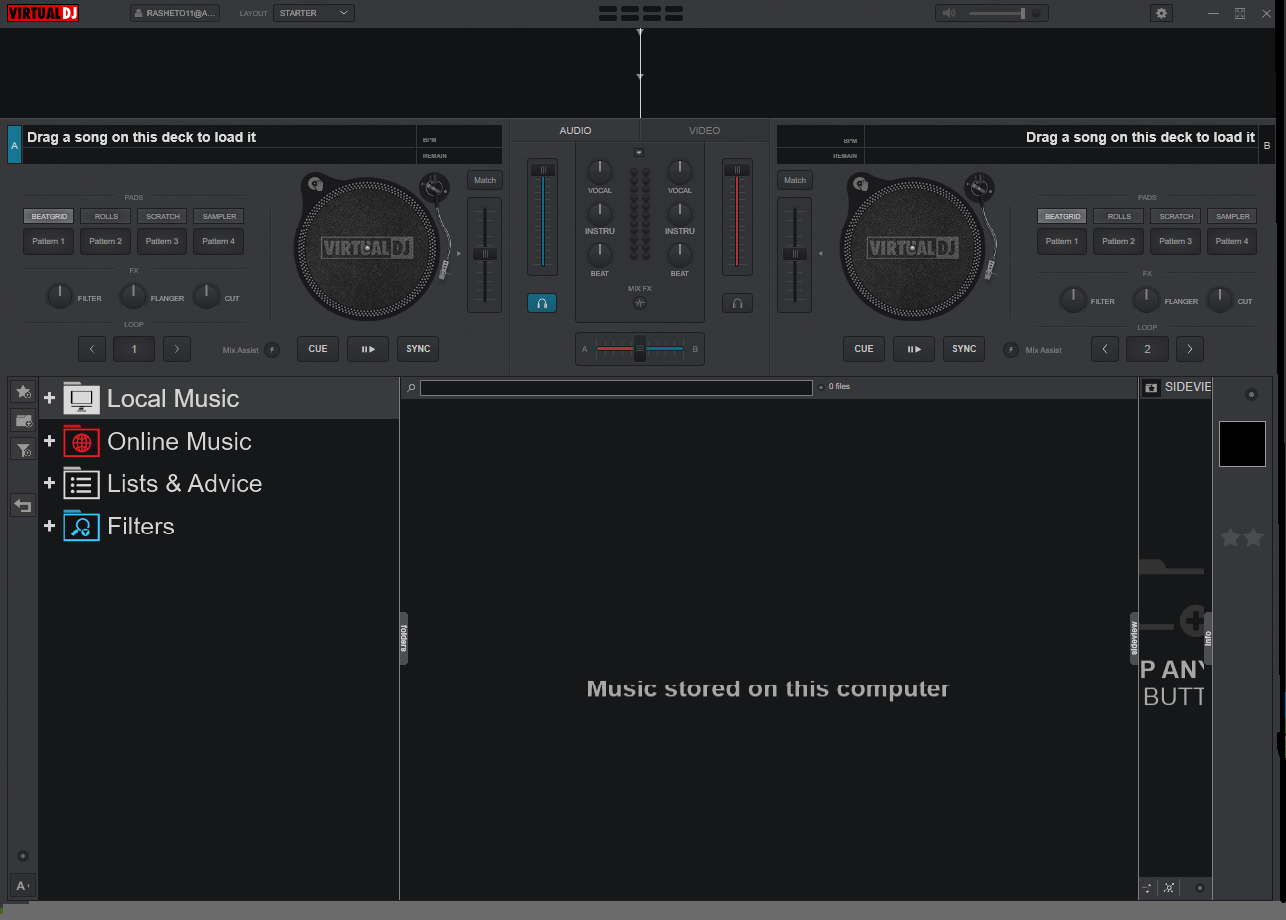 VIRTUALDJ
RASHETO11@A...
LAYOUT
STARTER
A
Drag a song on this deck to load it
BPM
REMAIN
AUDIO
VIDEO
BPM
REMAIN
Drag a song on this deck to load it
B
PADS
BEATGRID
ROLLS
SCRATCH
SAMPLER
Pattern 1
Pattern 2
Pattern 3
Pattern 4
FX
FILTER
FLANGER
CUT
LOOP
1
Mix Assist
VIRTUALDJ
Match
CUE
SYNC
VOCAL
VOCAL
INSTRU
INSTRU
BEAT
BEAT
MIX FX
A
B
Match
VIRTUALDJ
CUE
SYNC
PADS
BEATGRID
ROLLS
SCRATCH
SAMPLER
Pattern 1
Pattern 2
Pattern 3
Pattern 4
FX
FILTER
FLANGER
CUT
LOOP
Mix Assist
2
Local Music
Online Music
Lists & Advice
Filters
0 files
SIDEVIE
folders
Music stored on this computer
sideview
info
P ANY
BUTT
A